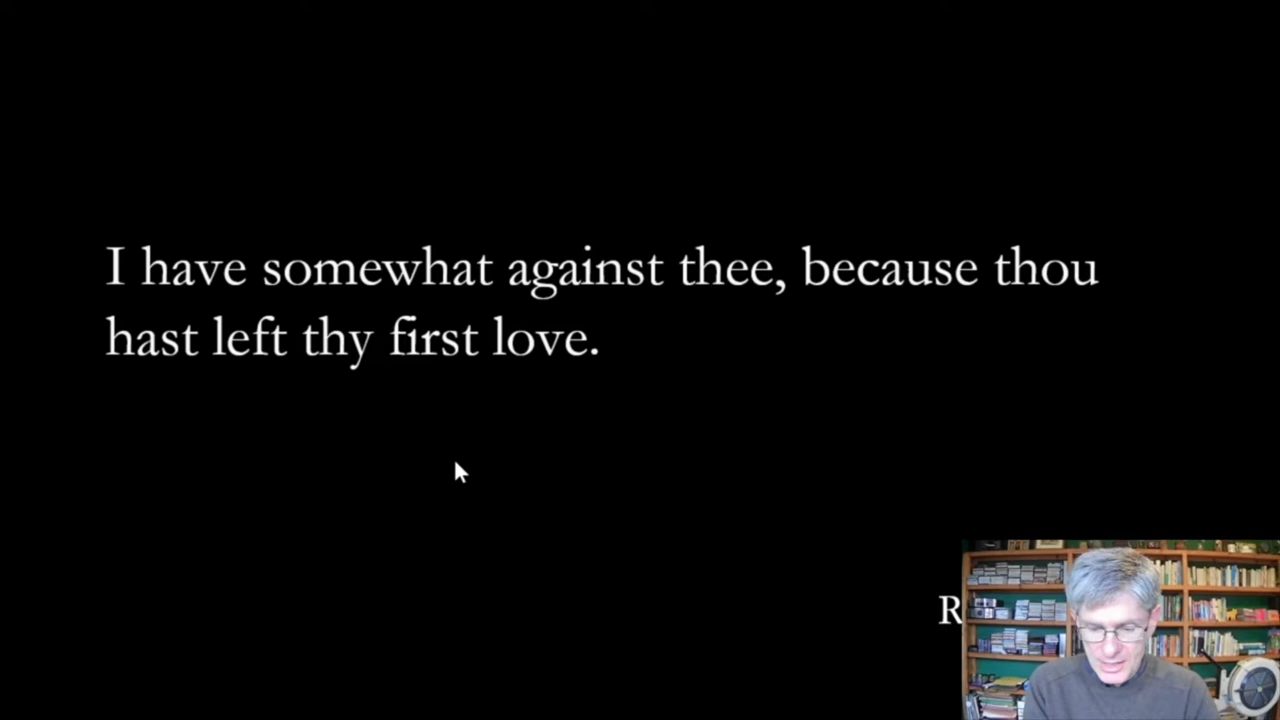 I have somewhat against thee, because thou
hast left thy first love.
R